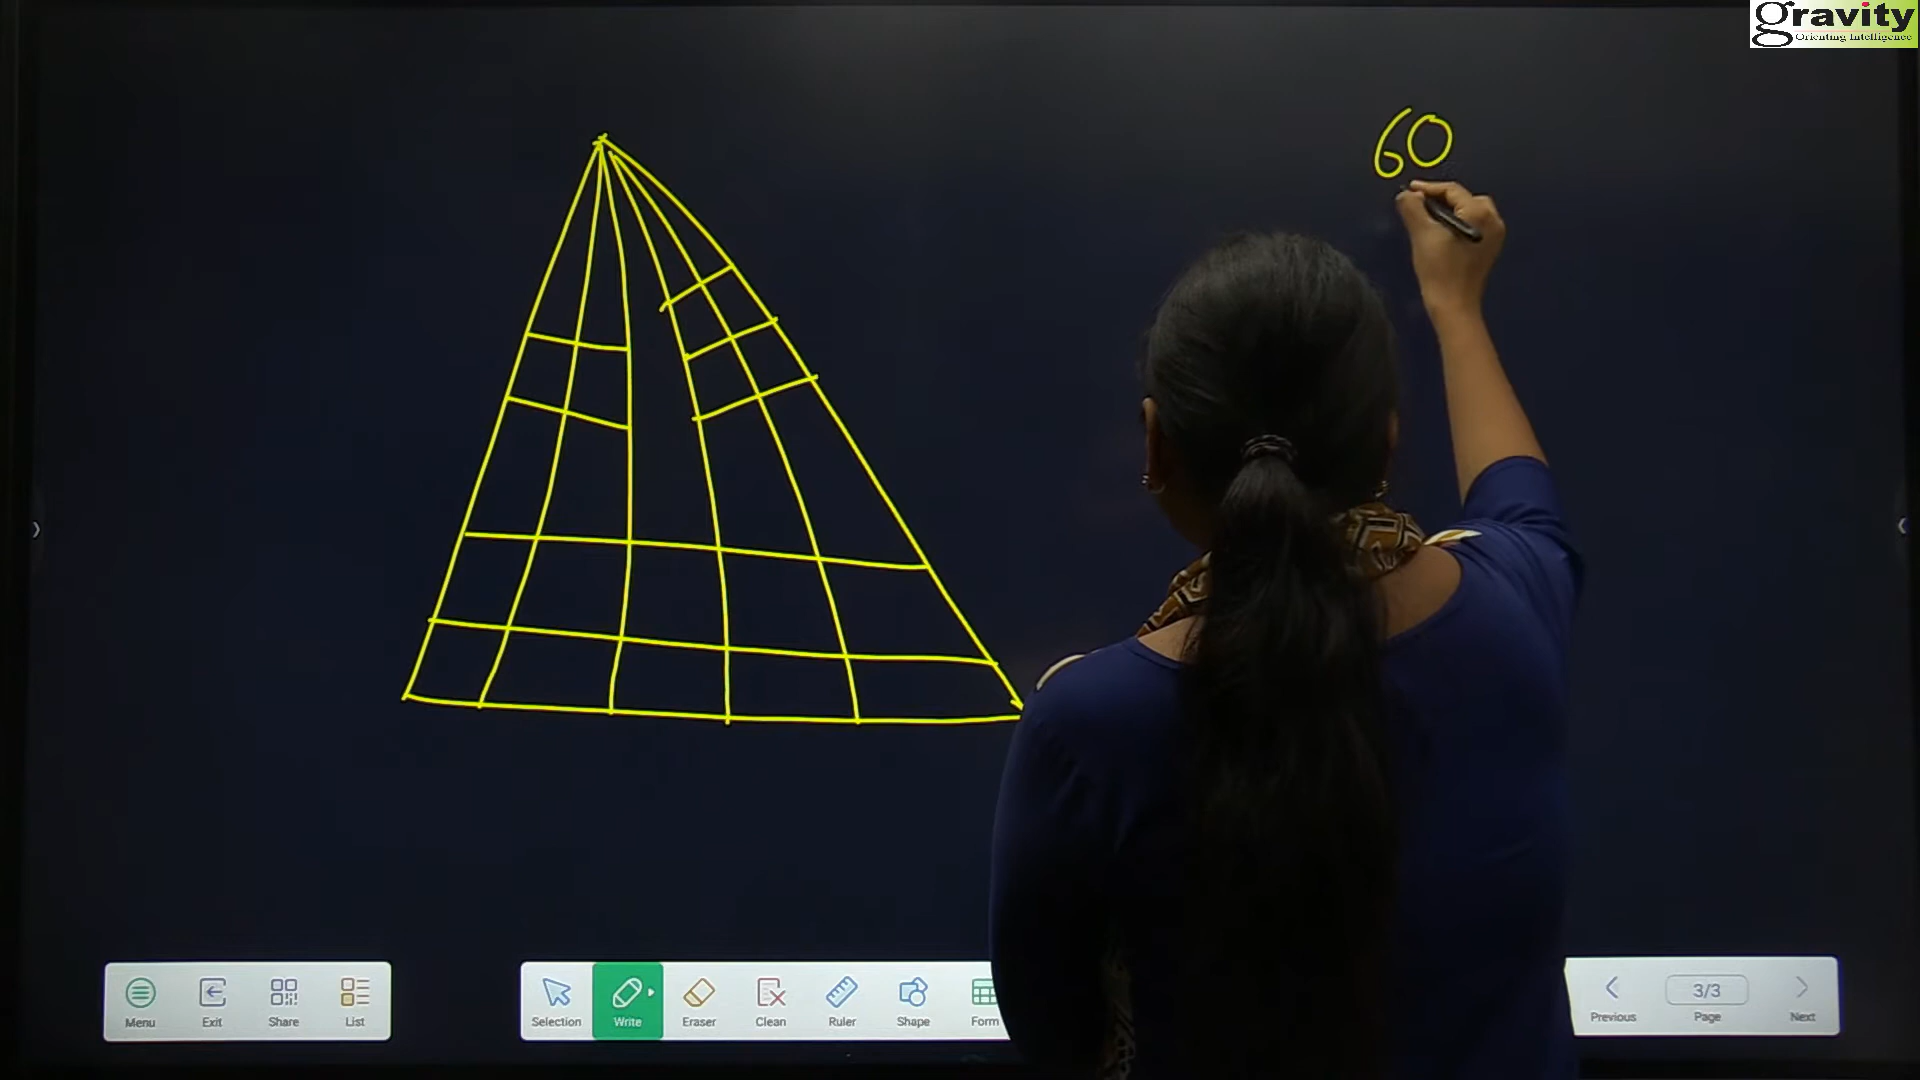 gravity
Orienting Intelligence
60
Menu
Exit
Share
List
Selection
Write
Eraser
Clean
Ruler
Shape
Form
Previous
3/3
Page
Next